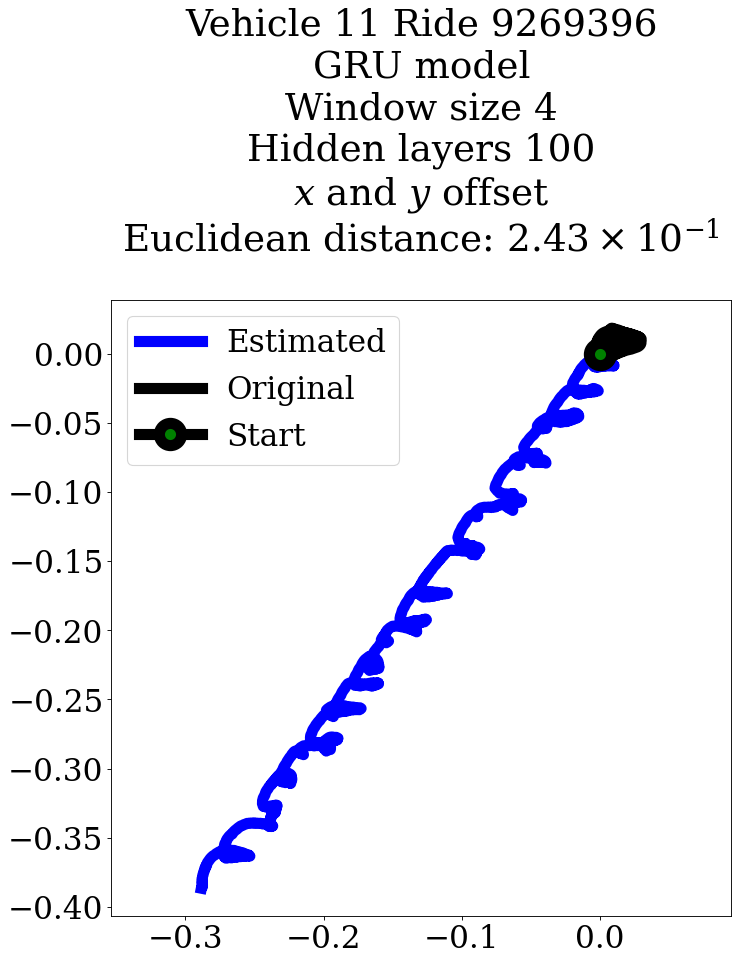 Vehicle 11 Ride 9269396
GRU model
Window size 4
Hidden layers 100
x and y offset
Euclidean distance: 2.43 × 10⁻¹
Estimated
Original
Start
0.00
−0.05
−0.10
−0.15
−0.20
−0.25
−0.30
−0.35
−0.40
−0.3
−0.2
−0.1
0.0